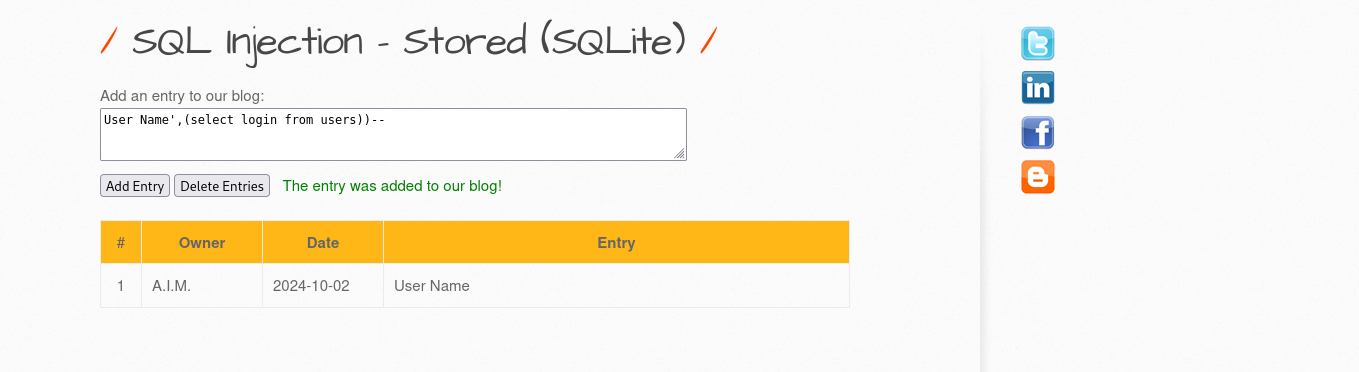 / SQL Injection - Stored (SQLite) /
Add an entry to our blog:
User Name',(select login from users))--
Add Entry Delete Entries The entry was added to our blog!
# Owner Date Entry
1 A.I.M. 2024-10-02 User Name
t
in
f
B